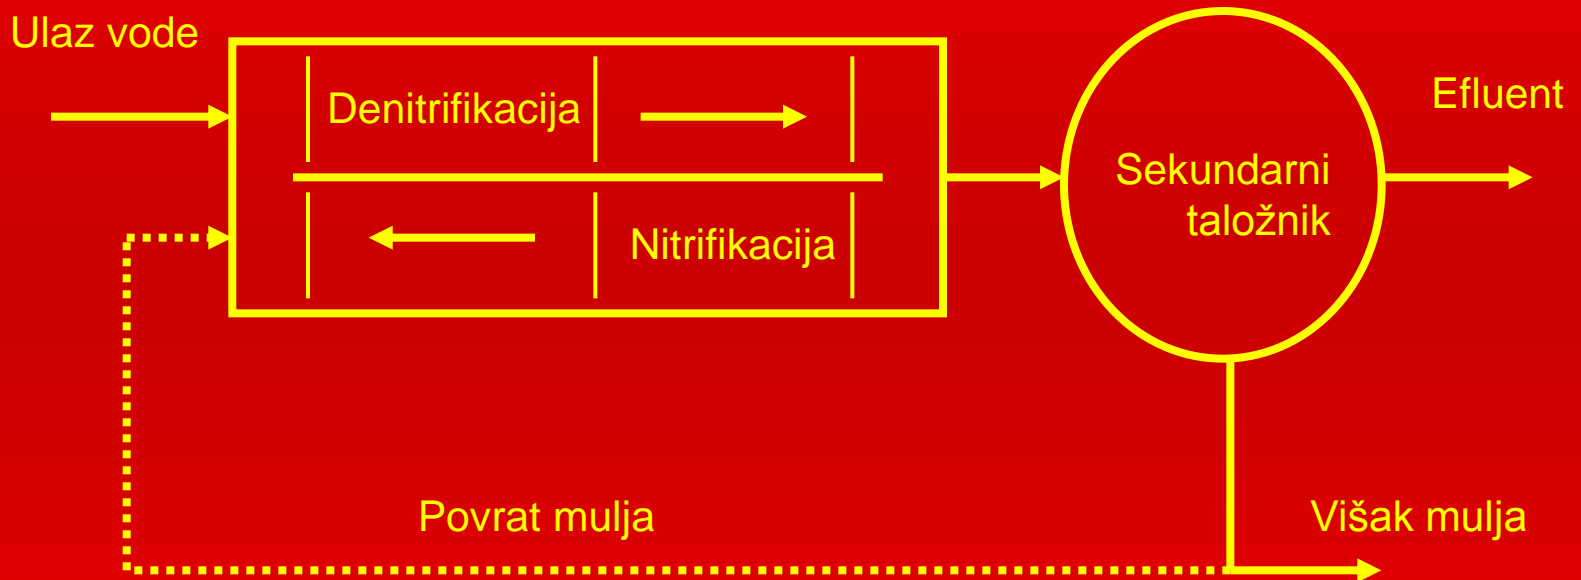 Ulaz vode
Denitrifikacija
Efluent
Sekundarni
taložnik
Nitrifikacija
Povrat mulja
Višak mulja